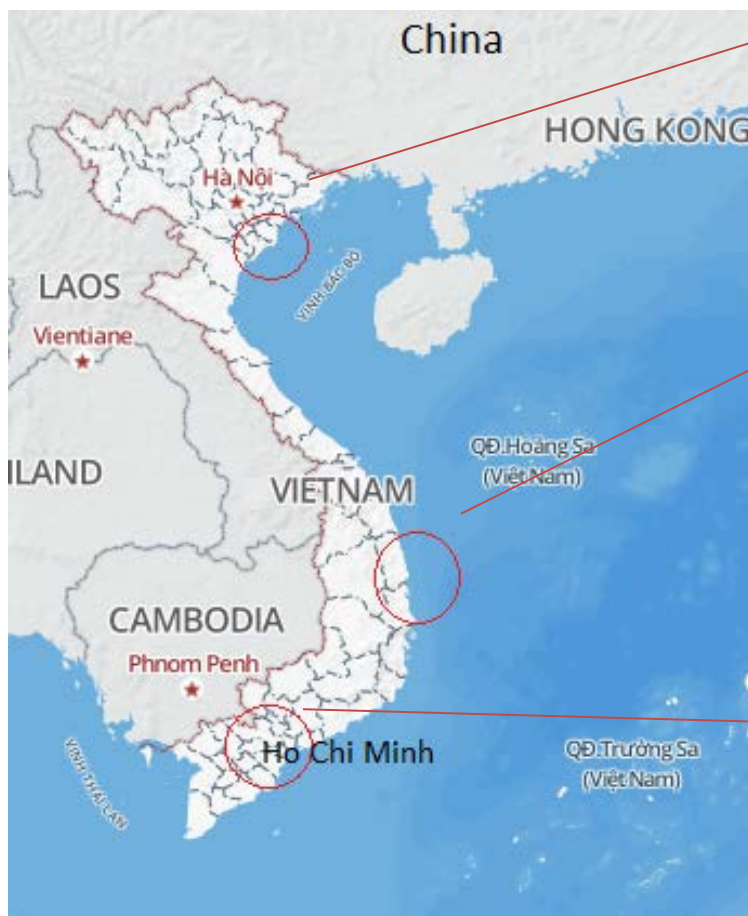 China
HONG KONG
Hà Nội
VỊNH BẮC BỘ
LAOS
Vientiane
QĐ.Hoàng Sa
(Việt Nam)
ILAND
VIETNAM
CAMBODIA
Phnom Penh
Ho Chi Minh
QĐ.Trường Sa
(Việt Nam)
VỊNH THÁI LAN